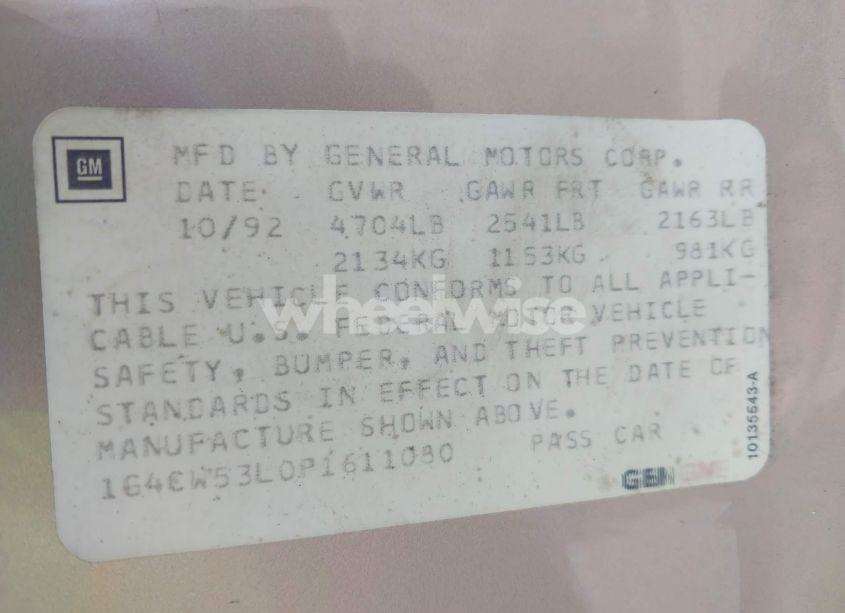 GM
MFD BY GENERAL MOTORS CORP.
DATE GVWR GAWR FRT GAWR RR
10/92 4704LB 2541LB 2163LB
2134KG 1153KG 981KG
THIS VEHICLE CONFORMS TO ALL APPLI-
CABLE U.S. FEDERAL MOTOR VEHICLE
SAFETY, BUMPER, AND THEFT PREVENTION
STANDARDS IN EFFECT ON THE DATE OF
MANUFACTURE SHOWN ABOVE.
1G4CW53L0P1611080 PASS CAR
10135543-A
wheelwise